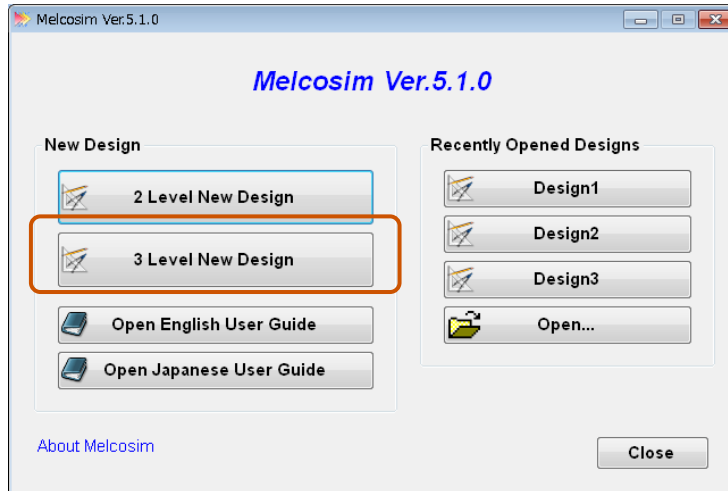 Melcosim Ver.5.1.0
Melcosim Ver.5.1.0
New Design
2 Level New Design
3 Level New Design
Open English User Guide
Open Japanese User Guide
Recently Opened Designs
Design1
Design2
Design3
Open...
About Melcosim
Close